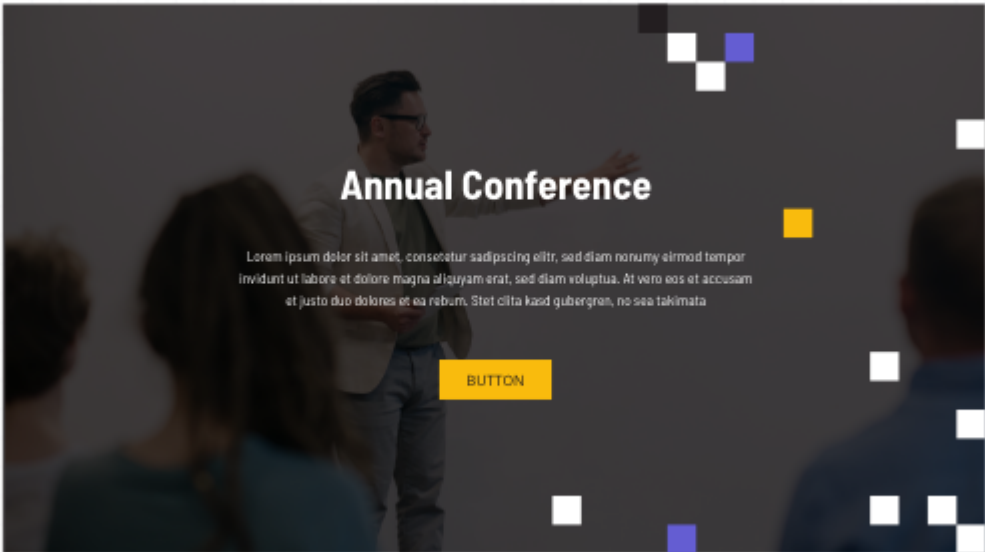 Annual Conference
Lorem ipsum dolor sit amet, consetetur sadipscing elitr, sed diam nonumy eirmod tempor
invidunt ut labore et dolore magna aliquyam erat, sed diam voluptua. At vero eos et accusam
et justo duo dolores et ea rebum. Stet clita kasd gubergren, no sea takimata
BUTTON